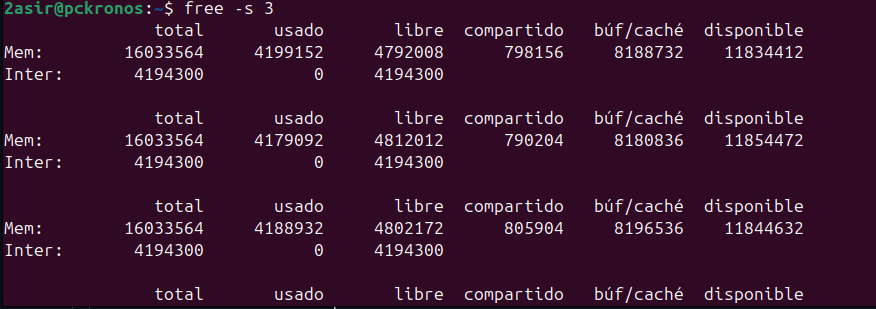 2asir@pckronos:~$ free -s 3
total usado libre compartido búf/caché disponible
Mem: 16033564 4199152 4792008 798156 8188732 11834412
Inter: 4194300 0 4194300
total usado libre compartido búf/caché disponible
Mem: 16033564 4179092 4812012 790204 8180836 11854472
Inter: 4194300 0 4194300
total usado libre compartido búf/caché disponible
Mem: 16033564 4188932 4802172 805904 8196536 11844632
Inter: 4194300 0 4194300
total usado libre compartido búf/caché disponible